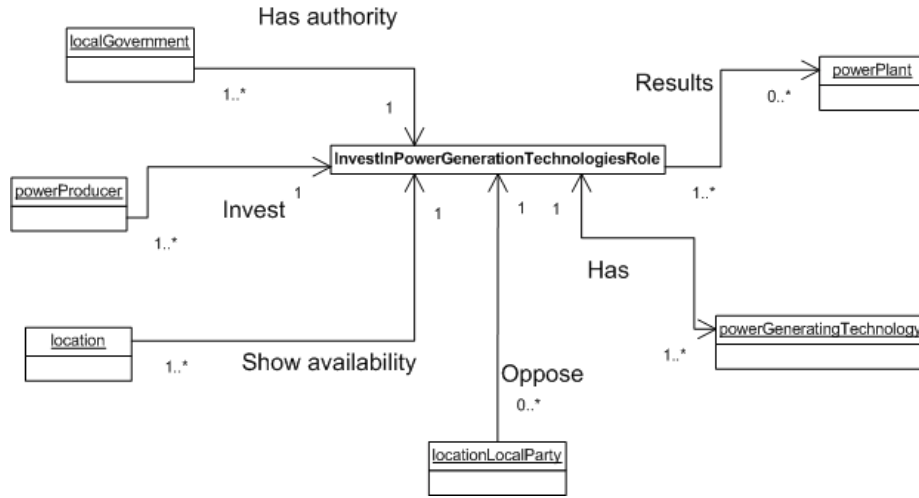 Has authority
localGovernment
1..*
1
Results
powerPlant
0..*
InvestInPowerGenerationTechnologiesRole
1..*
powerProducer
1..*
Invest
1
1
1
1
Has
powerGeneratingTechnology
1..*
location
1..*
Show availability
Oppose
0..*
locationLocalParty